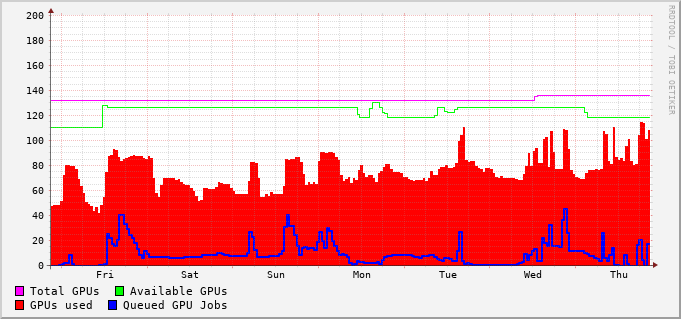 200
180
160
140
120
100
80
60
40
20
0
Fri Sat Sun Mon Tue Wed Thu
Total GPUs Available GPUs
GPUs used Queued GPU Jobs
RRDTOOL / TOBI OETIKER